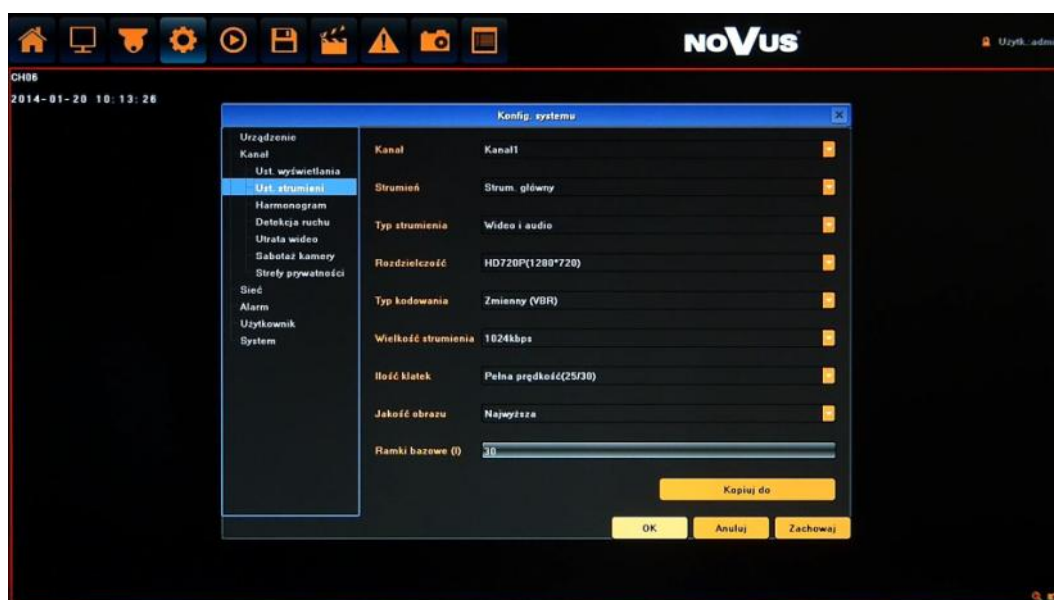 NOVUS
Użytk.:adm
CH06
2014-01-20 10:13:26
Konfig. systemu
Urządzenie
Kanał
Ust. wyświetlania
Ust. strumieni
Harmonogram
Detekcja ruchu
Utrata wideo
Sabotaż kamery
Strefy prywatności
Sieć
Alarm
Użytkownik
System
Kanał Kanał1
Strumień Strum. główny
Typ strumienia Wideo i audio
Rozdzielczość HD720P(1280*720)
Typ kodowania Zmienny (VBR)
Wielkość strumienia 1024kbps
Ilość klatek Pełna prędkość(25/30)
Jakość obrazu Najwyższa
Ramki bazowe (I) 30
Kopiuj do
OK Anuluj Zachowaj